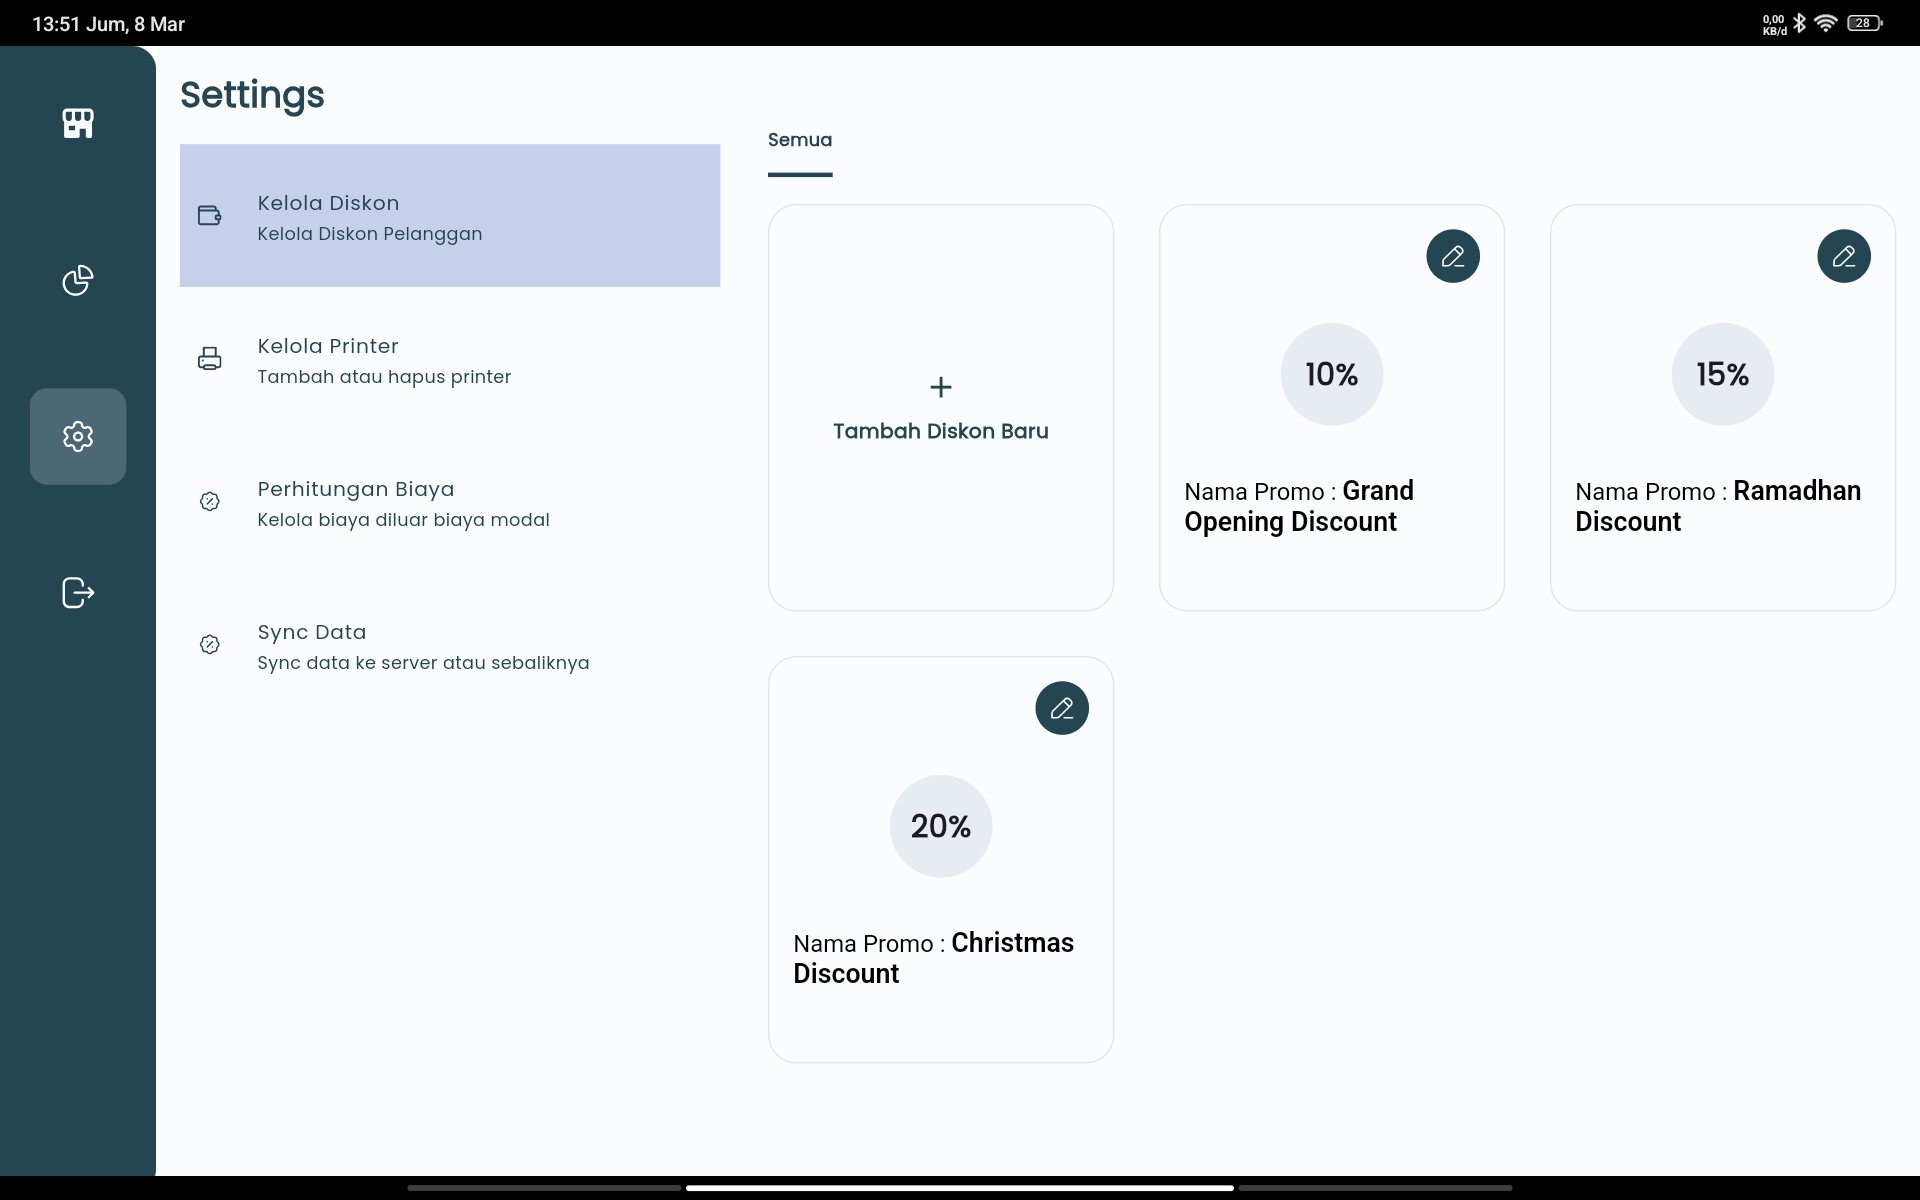 13:51 Jum, 8 Mar
0,00
KB/d
28
Settings
Semua
Kelola Diskon
Kelola Diskon Pelanggan
Kelola Printer
Tambah atau hapus printer
Perhitungan Biaya
Kelola biaya diluar biaya modal
Sync Data
Sync data ke server atau sebaliknya
Tambah Diskon Baru
10%
Nama Promo : Grand
Opening Discount
15%
Nama Promo : Ramadhan
Discount
20%
Nama Promo : Christmas
Discount